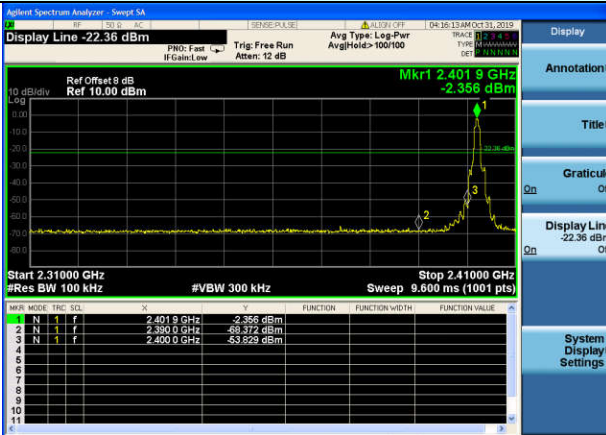 Agilent Spectrum Analyzer - Swept SA
RF 50 Ω AC SENSE:PULSE ALIGN OFF 04:16:13 AM Oct 31, 2019
Display Line -22.36 dBm
PNO: Fast
IFGain:Low
Trig: Free Run
Atten: 12 dB
Avg Type: Log-Pwr
Avg|Hold:>100/100
TRACE 1 2 3 4 5 6
TYPE M
DET P N N N N N
Mkr1 2.401 9 GHz
-2.356 dBm
Ref Offset 8 dB
Ref 10.00 dBm
10 dB/div
Log
0.00
-10.0
-20.0
-30.0
-40.0
-50.0
-60.0
-70.0
-80.0
1
-22.36 dBm
3
2
Start 2.31000 GHz Stop 2.41000 GHz
#Res BW 100 kHz #VBW 300 kHz Sweep 9.600 ms (1001 pts)
MKR MODE TRC SCL X Y FUNCTION FUNCTION WIDTH FUNCTION VALUE
1 N 1 f 2.401 9 GHz -2.356 dBm
2 N 1 f 2.390 0 GHz -68.372 dBm
3 N 1 f 2.400 0 GHz -53.829 dBm
4
5
6
7
8
9
10
11
Display
Annotation
Title
Graticul
On Of
Display Line
-22.36 dBm
On Of
System
Display
Settings